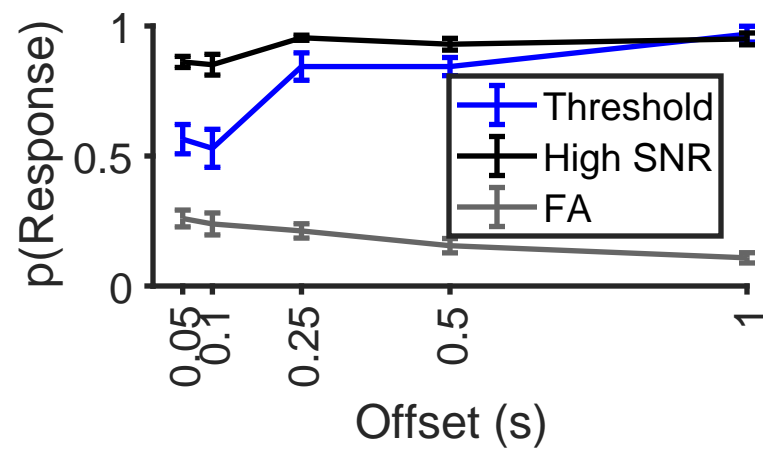 p(Response)
1
0.5
0
Threshold
High SNR
FA
0.05
0.1
0.25
0.5
1
Offset (s)